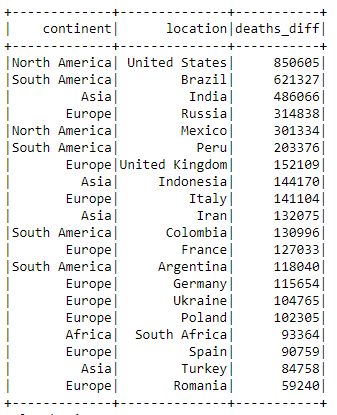 +-------------+--------------+-----------+
|    continent|      location|deaths_diff|
+-------------+--------------+-----------+
|North America| United States|     850605|
|South America|        Brazil|     621327|
|         Asia|         India|     486066|
|       Europe|        Russia|     314838|
|North America|        Mexico|     301334|
|South America|          Peru|     203376|
|       Europe|United Kingdom|     152109|
|         Asia|     Indonesia|     144170|
|       Europe|         Italy|     141104|
|         Asia|          Iran|     132075|
|South America|      Colombia|     130996|
|       Europe|        France|     127033|
|South America|     Argentina|     118040|
|       Europe|       Germany|     115654|
|       Europe|       Ukraine|     104765|
|       Europe|        Poland|     102305|
|       Africa|  South Africa|      93364|
|       Europe|         Spain|      90759|
|         Asia|        Turkey|      84758|
|       Europe|       Romania|      59240|
+-------------+--------------+-----------+